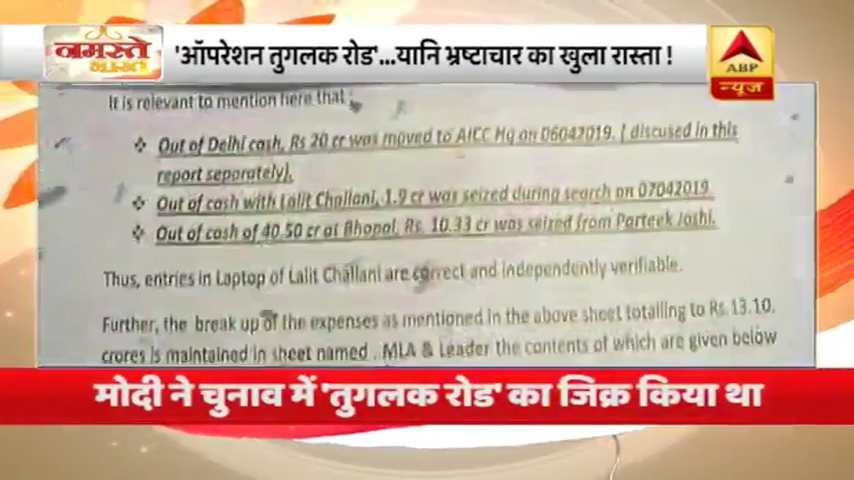 नमस्ते
भारत
'ऑपरेशन तुगलक रोड'...यानि भ्रष्टाचार का खुला रास्ता !
ABP
न्यूज़
It is relevant to mention here that
Out of Delhi cash, Rs 20 cr was moved to AICC Hq on 06042019. ( discused in this
report separately).
Out of cash with Lalit Challani, 1.9 cr was seized during search on 07042019.
Out of cash of 40.50 cr at Bhopal, Rs. 10.33 cr was seized from Parteek Joshi.
Thus, entries in Laptop of Lalit Challani are correct and independently verifiable.
Further, the break up of the expenses as mentioned in the above sheet totalling to Rs.13.10.
crores is maintained in sheet named . MLA & Leader the contents of which are given below
मोदी ने चुनाव में 'तुगलक रोड' का जिक्र किया था